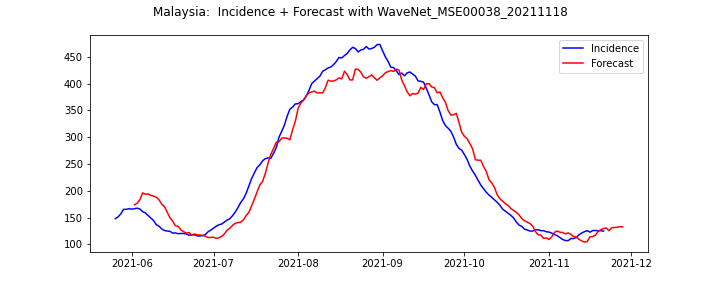 Malaysia:  Incidence + Forecast with WaveNet_MSE00038_20211118
Incidence
Forecast
450
400
350
300
250
200
150
100
2021-06 2021-07 2021-08 2021-09 2021-10 2021-11 2021-12